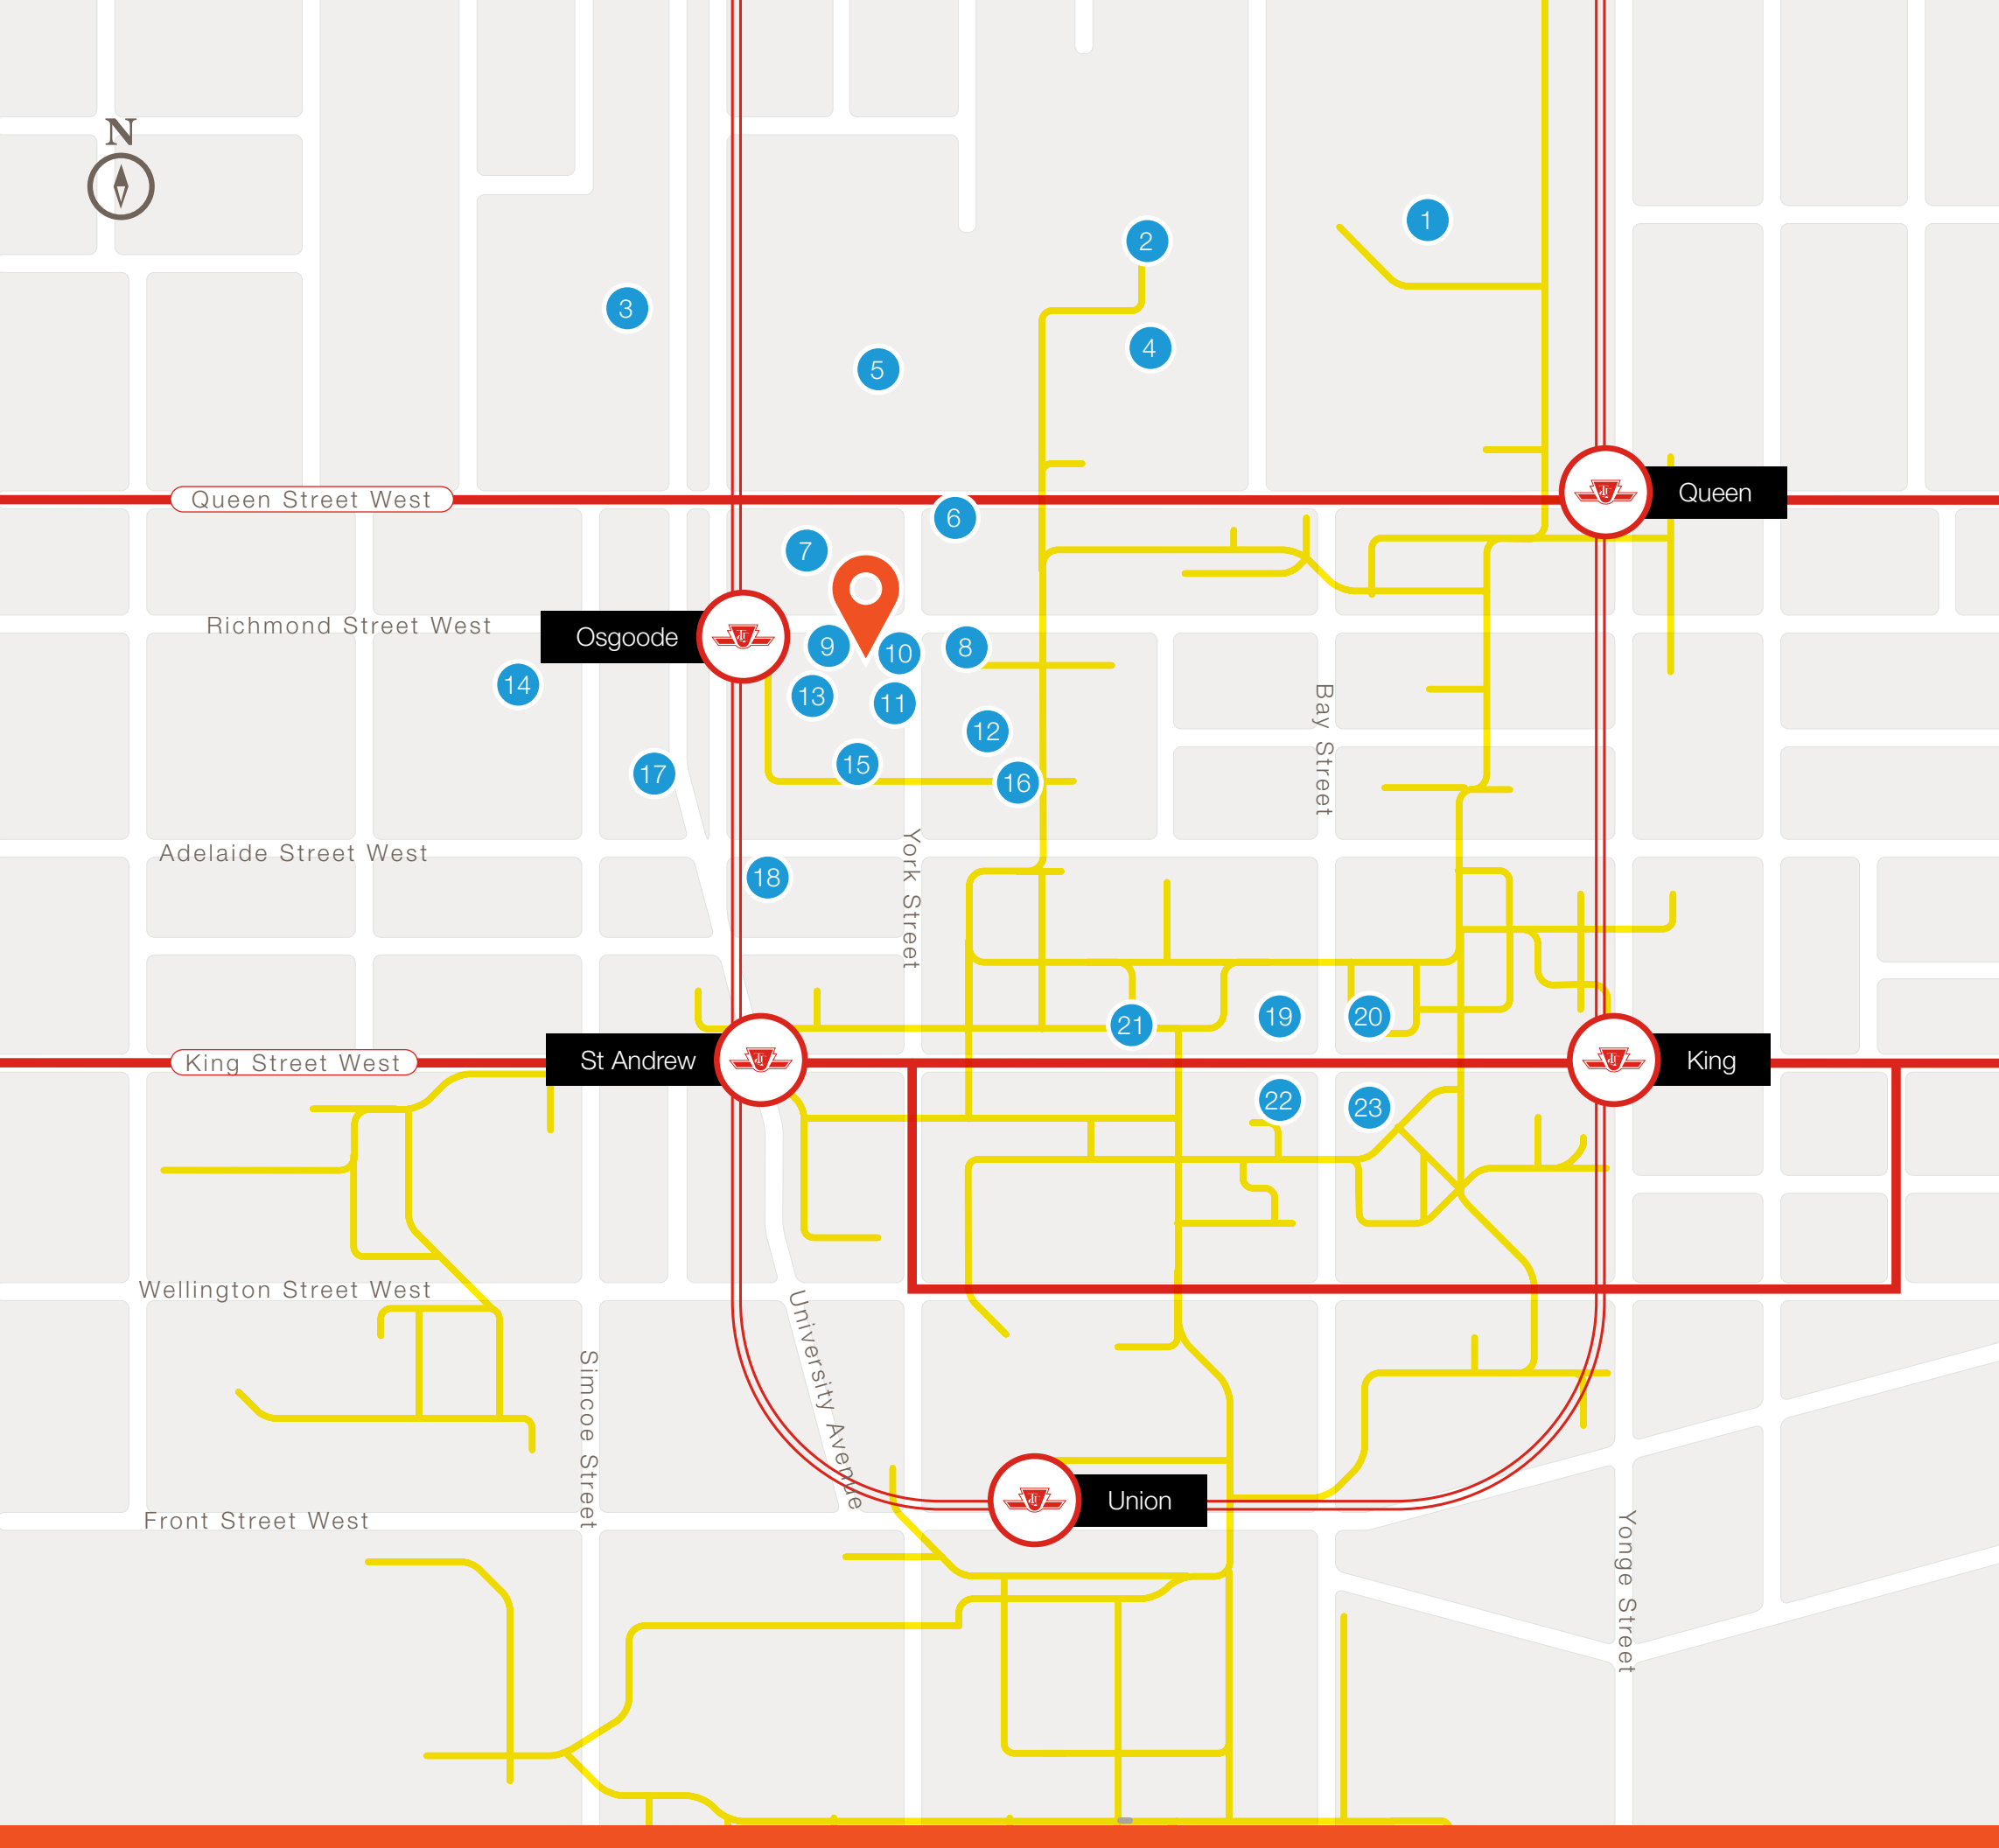 N
1
2
3
4
5
Queen Street West
Queen
6
7
Richmond Street West
Osgoode
9
10
8
14
13
11
12
Bay Street
17
15
16
Adelaide Street West
York Street
18
21
19
20
King Street West
St Andrew
King
22
23
Wellington Street West
University Avenue
Simcoe Street
Union
Front Street West
Yonge Street